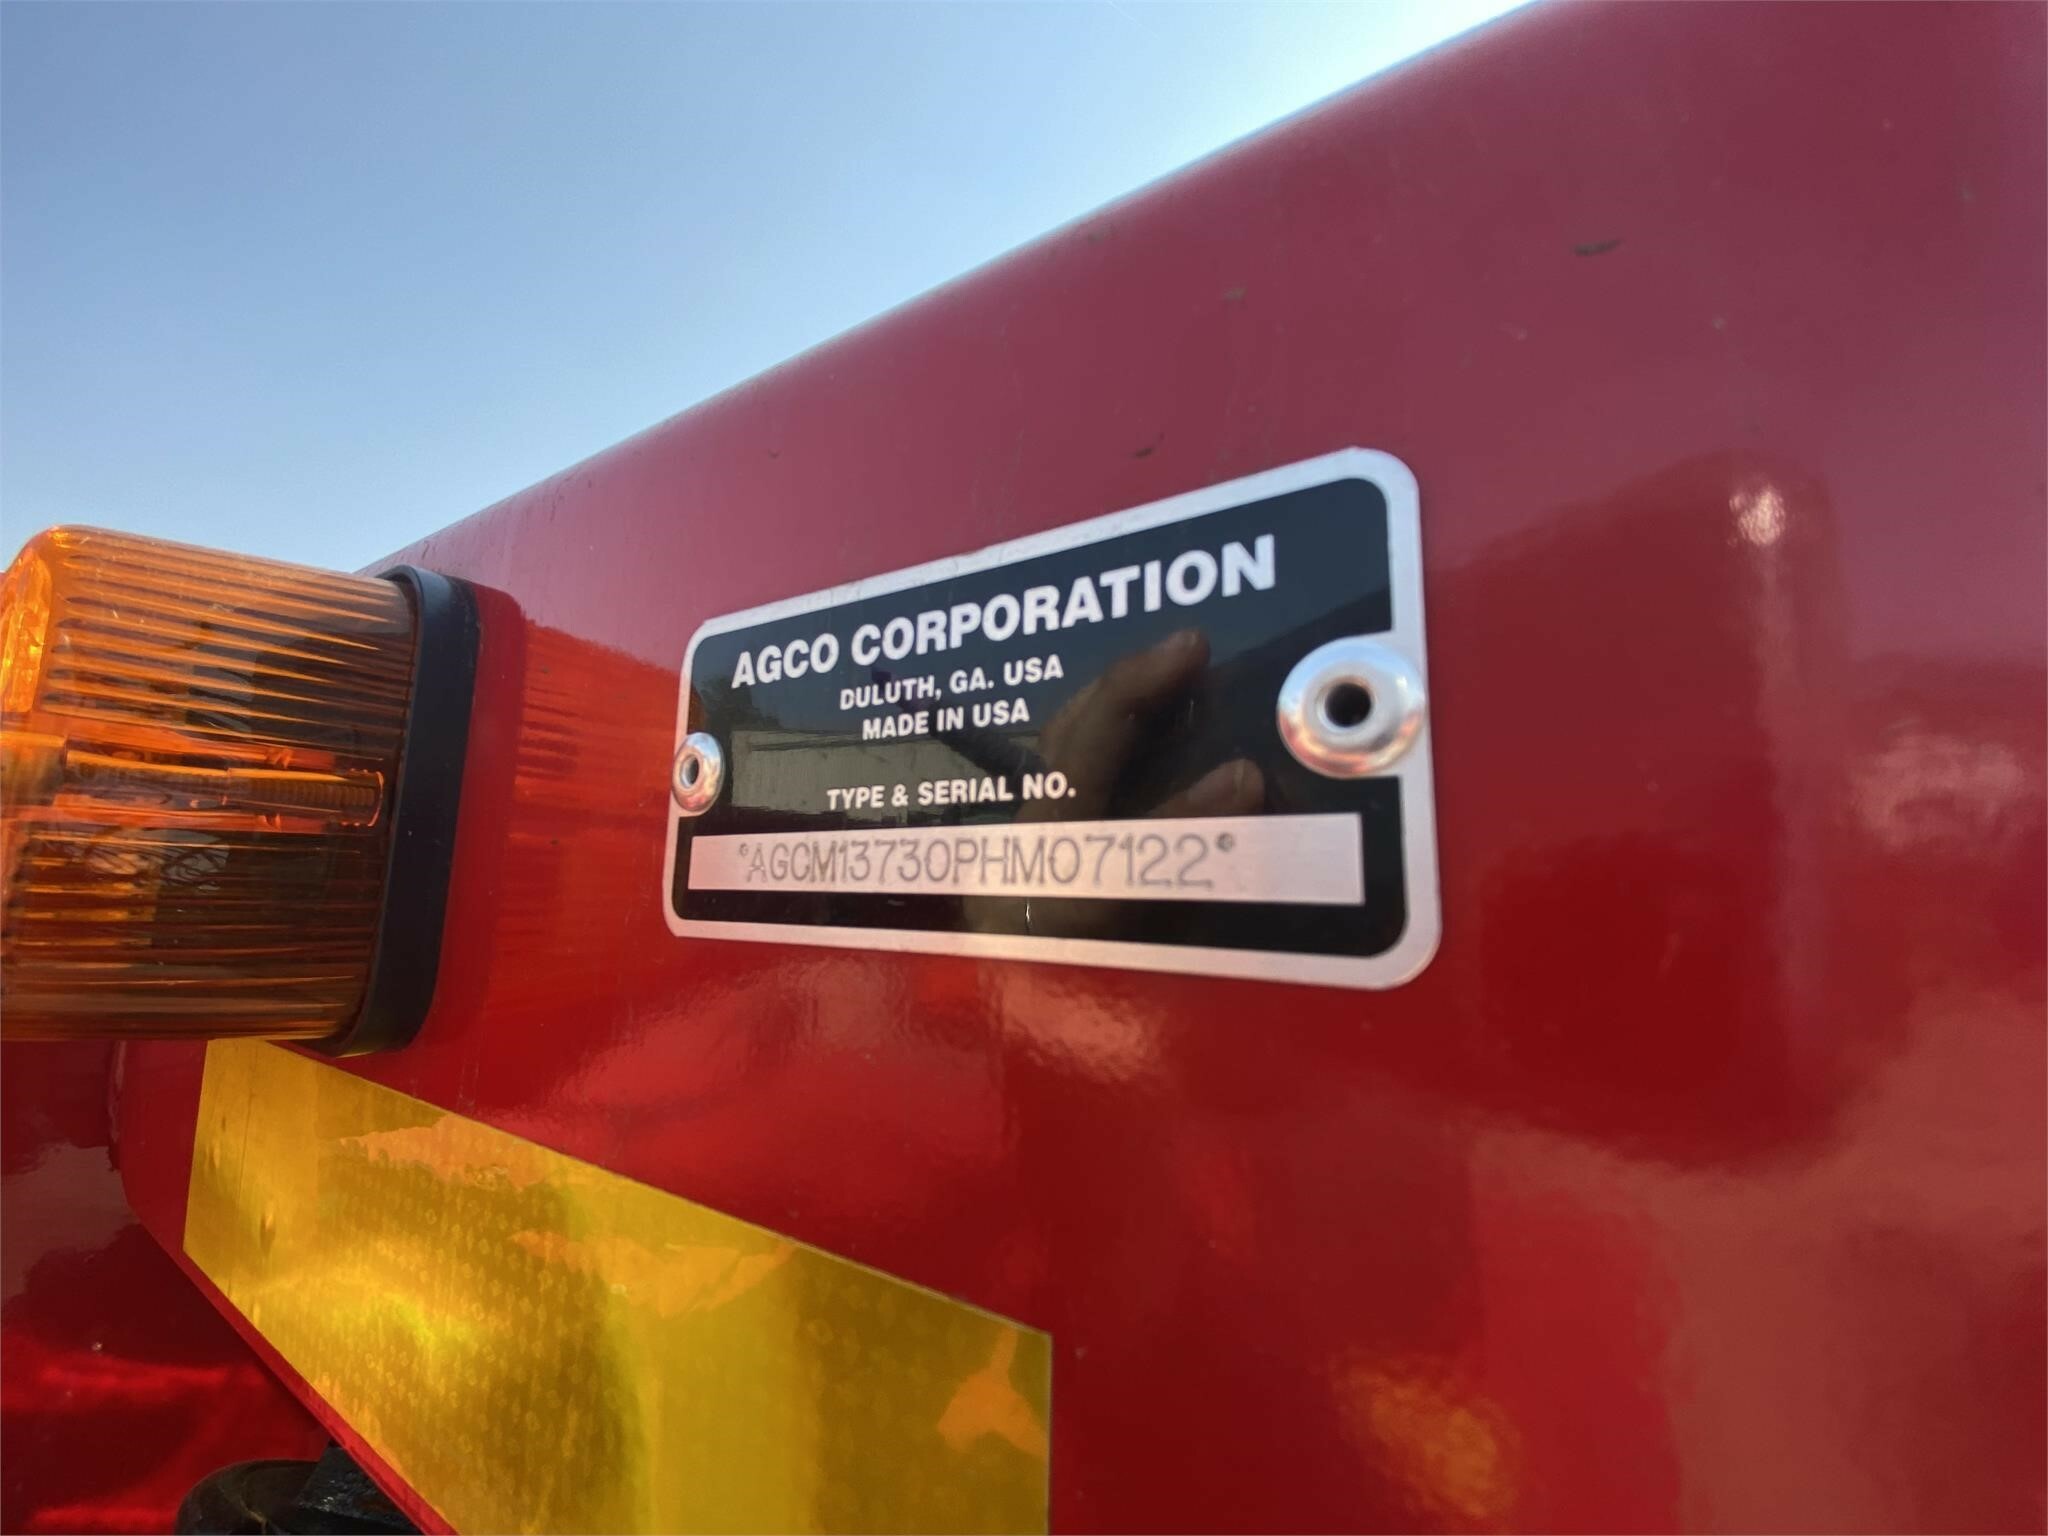 AGCO CORPORATION
DULUTH, GA. USA
MADE IN USA
TYPE & SERIAL NO.
*AGCM13730PHM07122*